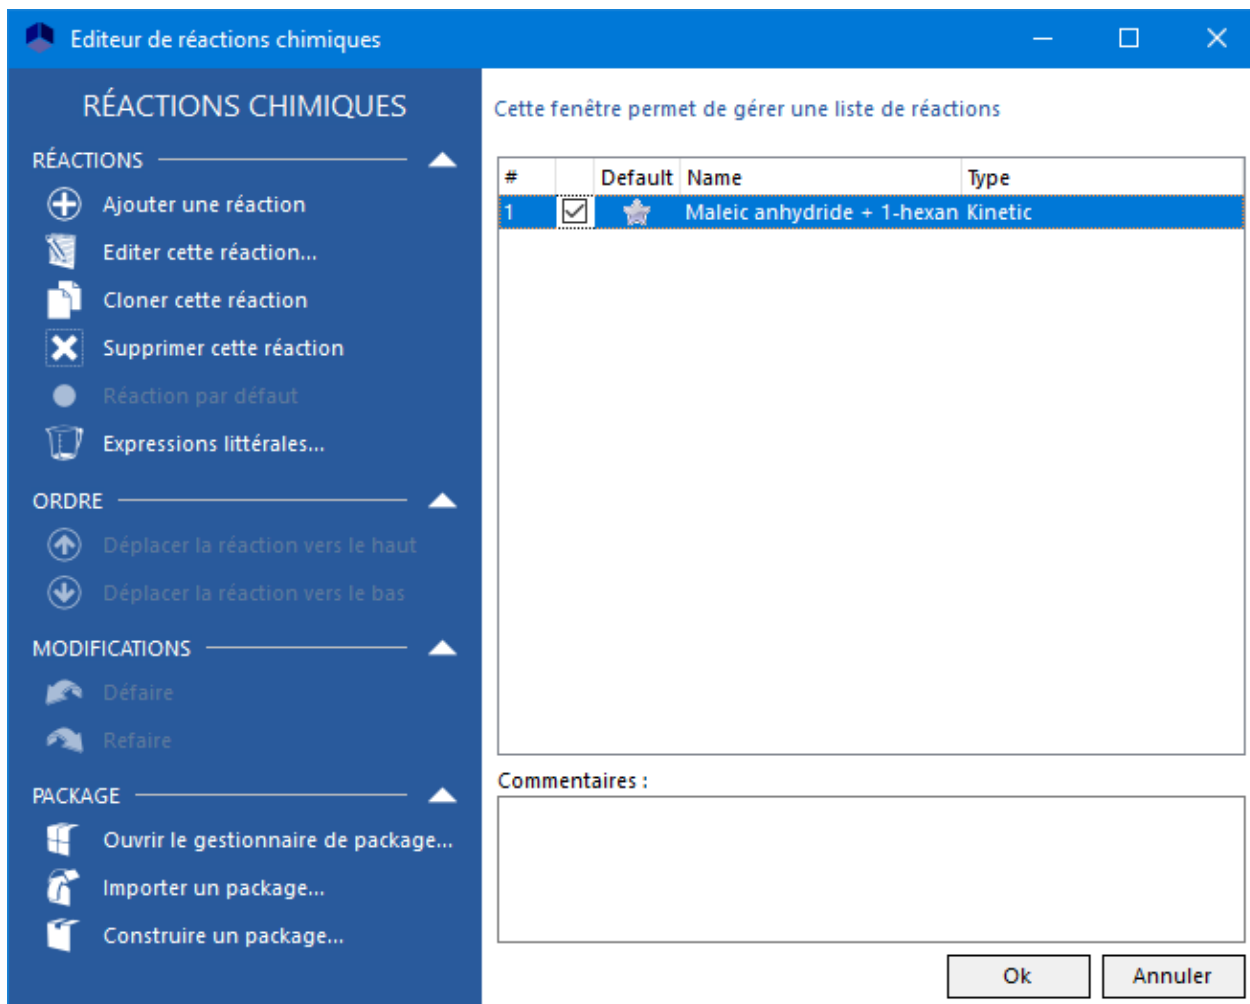 Editeur de réactions chimiques
RÉACTIONS CHIMIQUES
RÉACTIONS
Ajouter une réaction
Editer cette réaction...
Cloner cette réaction
Supprimer cette réaction
Réaction par défaut
Expressions littérales...
ORDRE
Déplacer la réaction vers le haut
Déplacer la réaction vers le bas
MODIFICATIONS
Défaire
Refaire
PACKAGE
Ouvrir le gestionnaire de package...
Importer un package...
Construire un package...
Cette fenêtre permet de gérer une liste de réactions
# Default Name Type
1 Maleic anhydride + 1-hexan Kinetic
Commentaires :
Ok Annuler